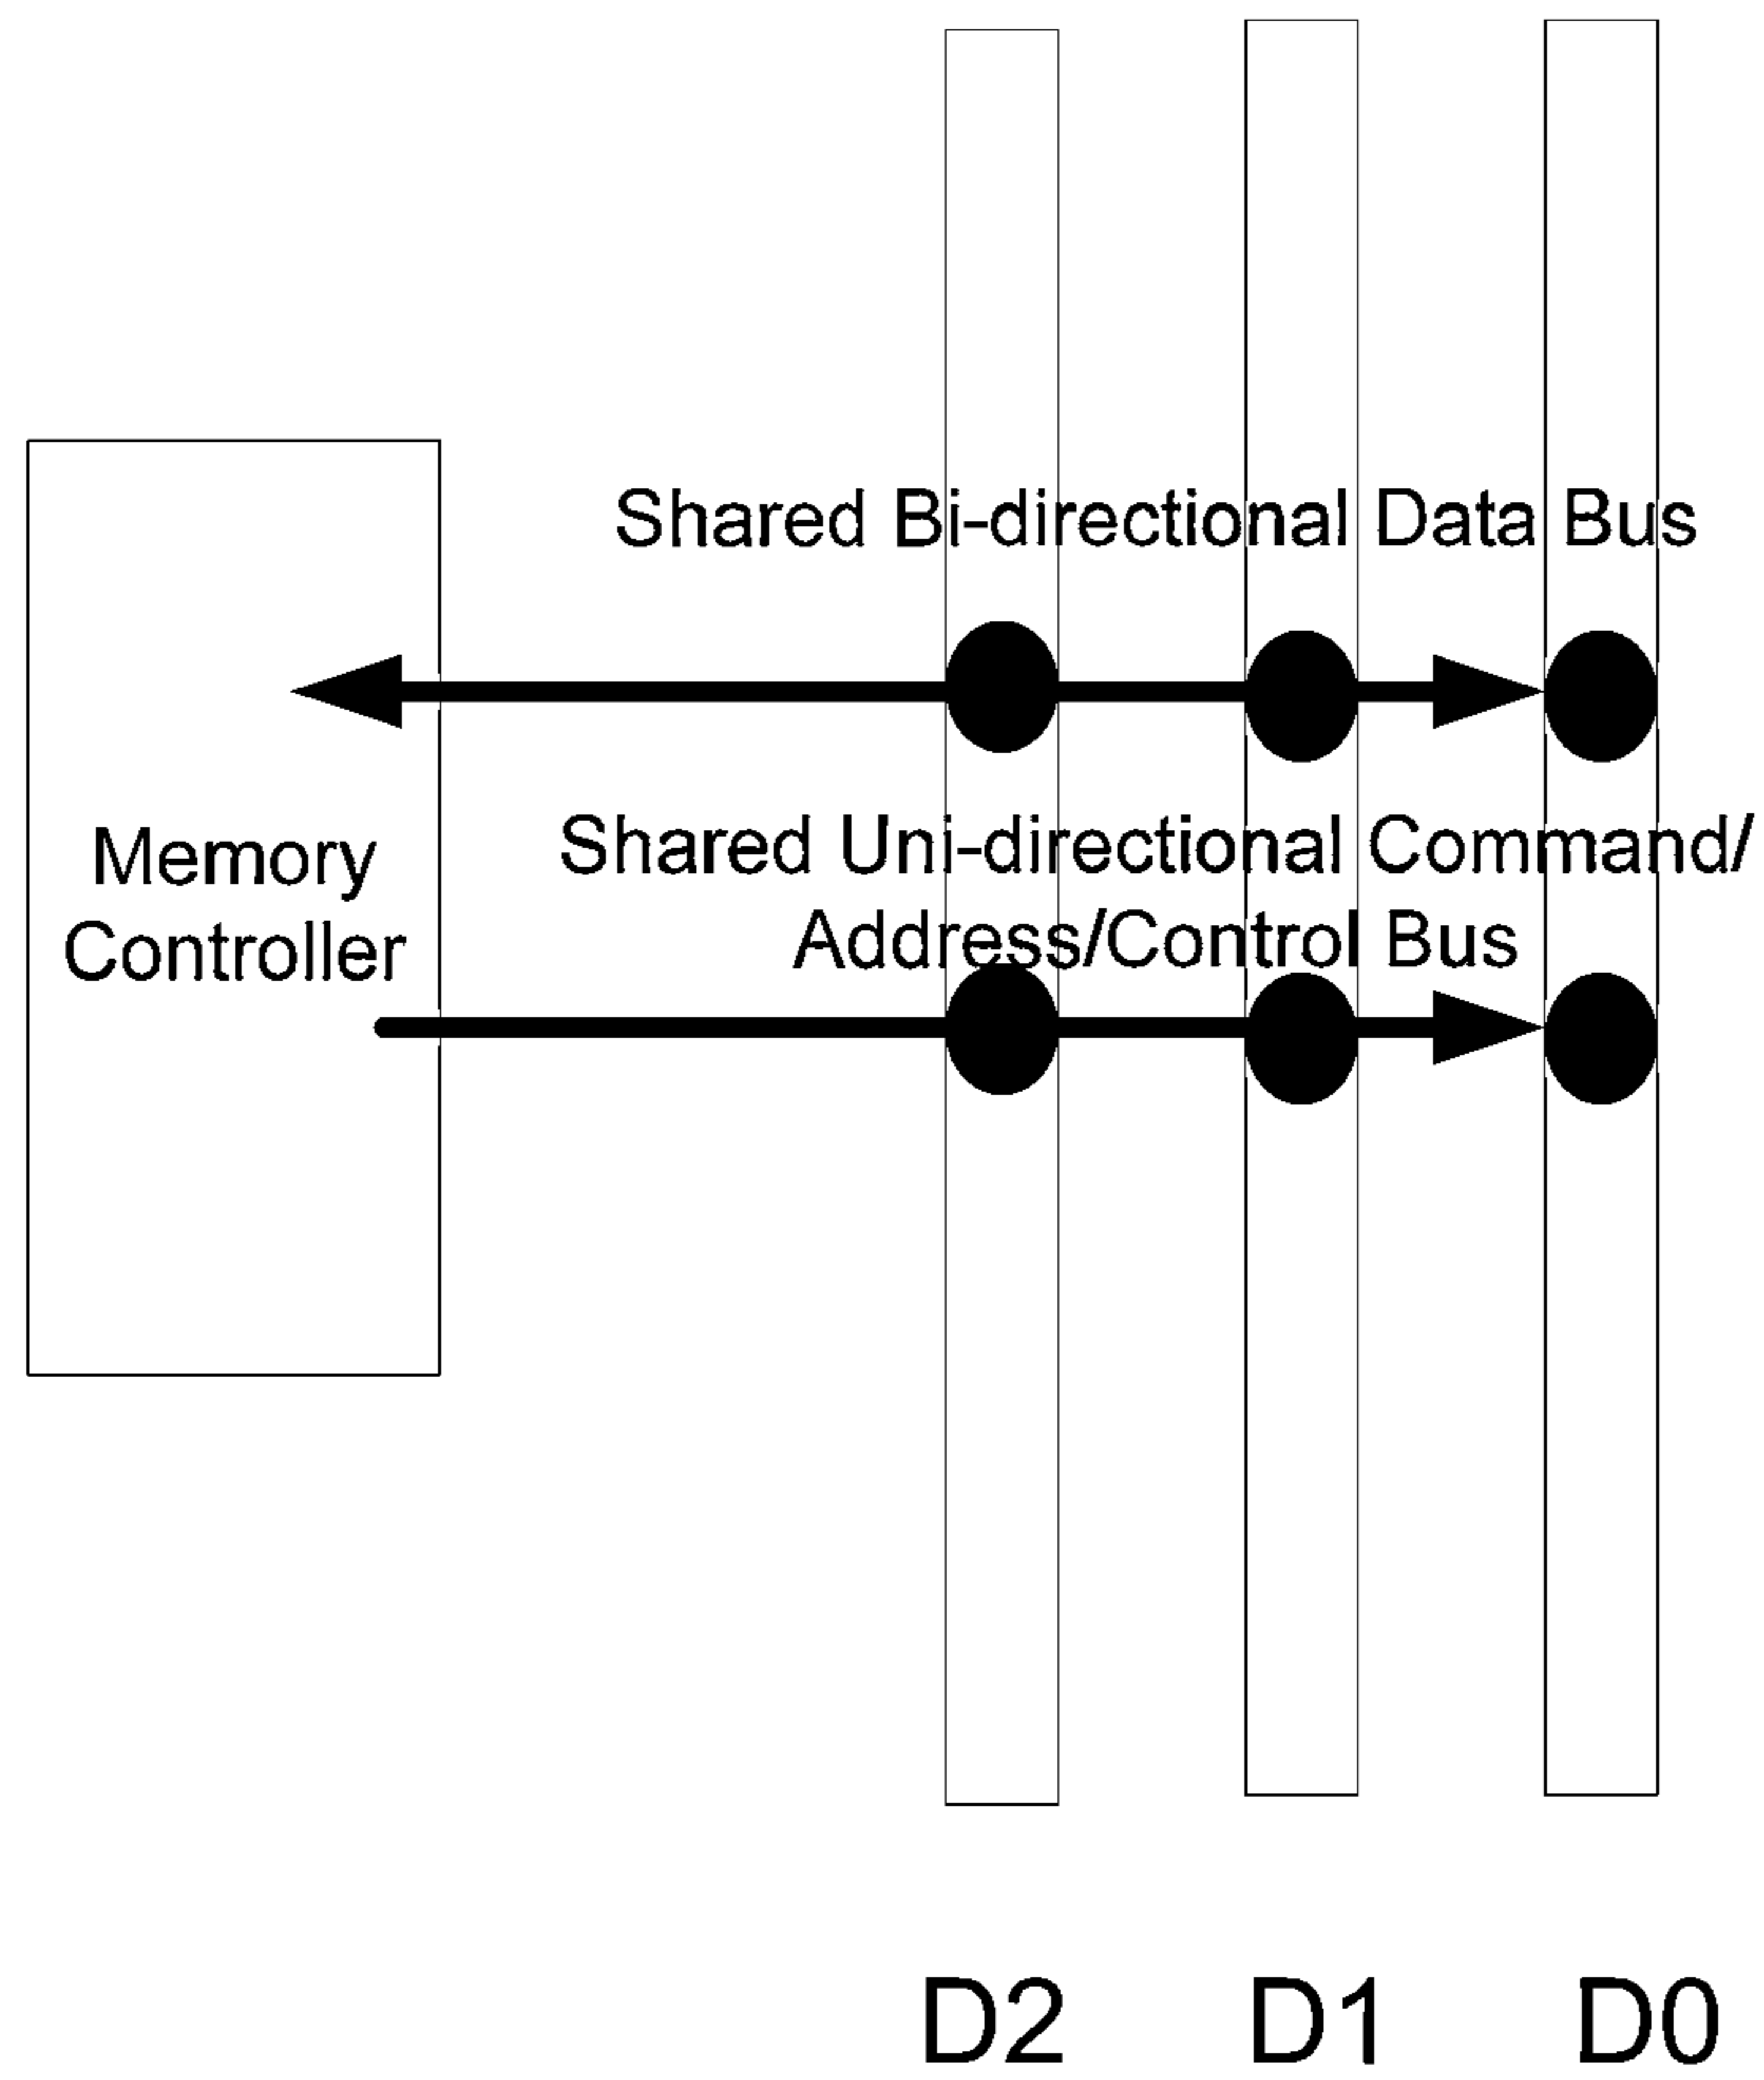 Shared Bi-directional Data Bus
Memory
Controller
Shared Uni-directional Command/
Address/Control Bus
D2 D1 D0